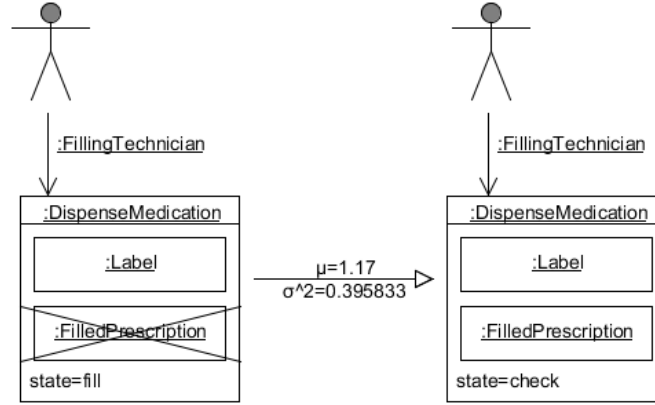 :FillingTechnician
:DispenseMedication
:Label
:FilledPrescription
state=fill
μ=1.17
σ^2=0.395833
:FillingTechnician
:DispenseMedication
:Label
:FilledPrescription
state=check